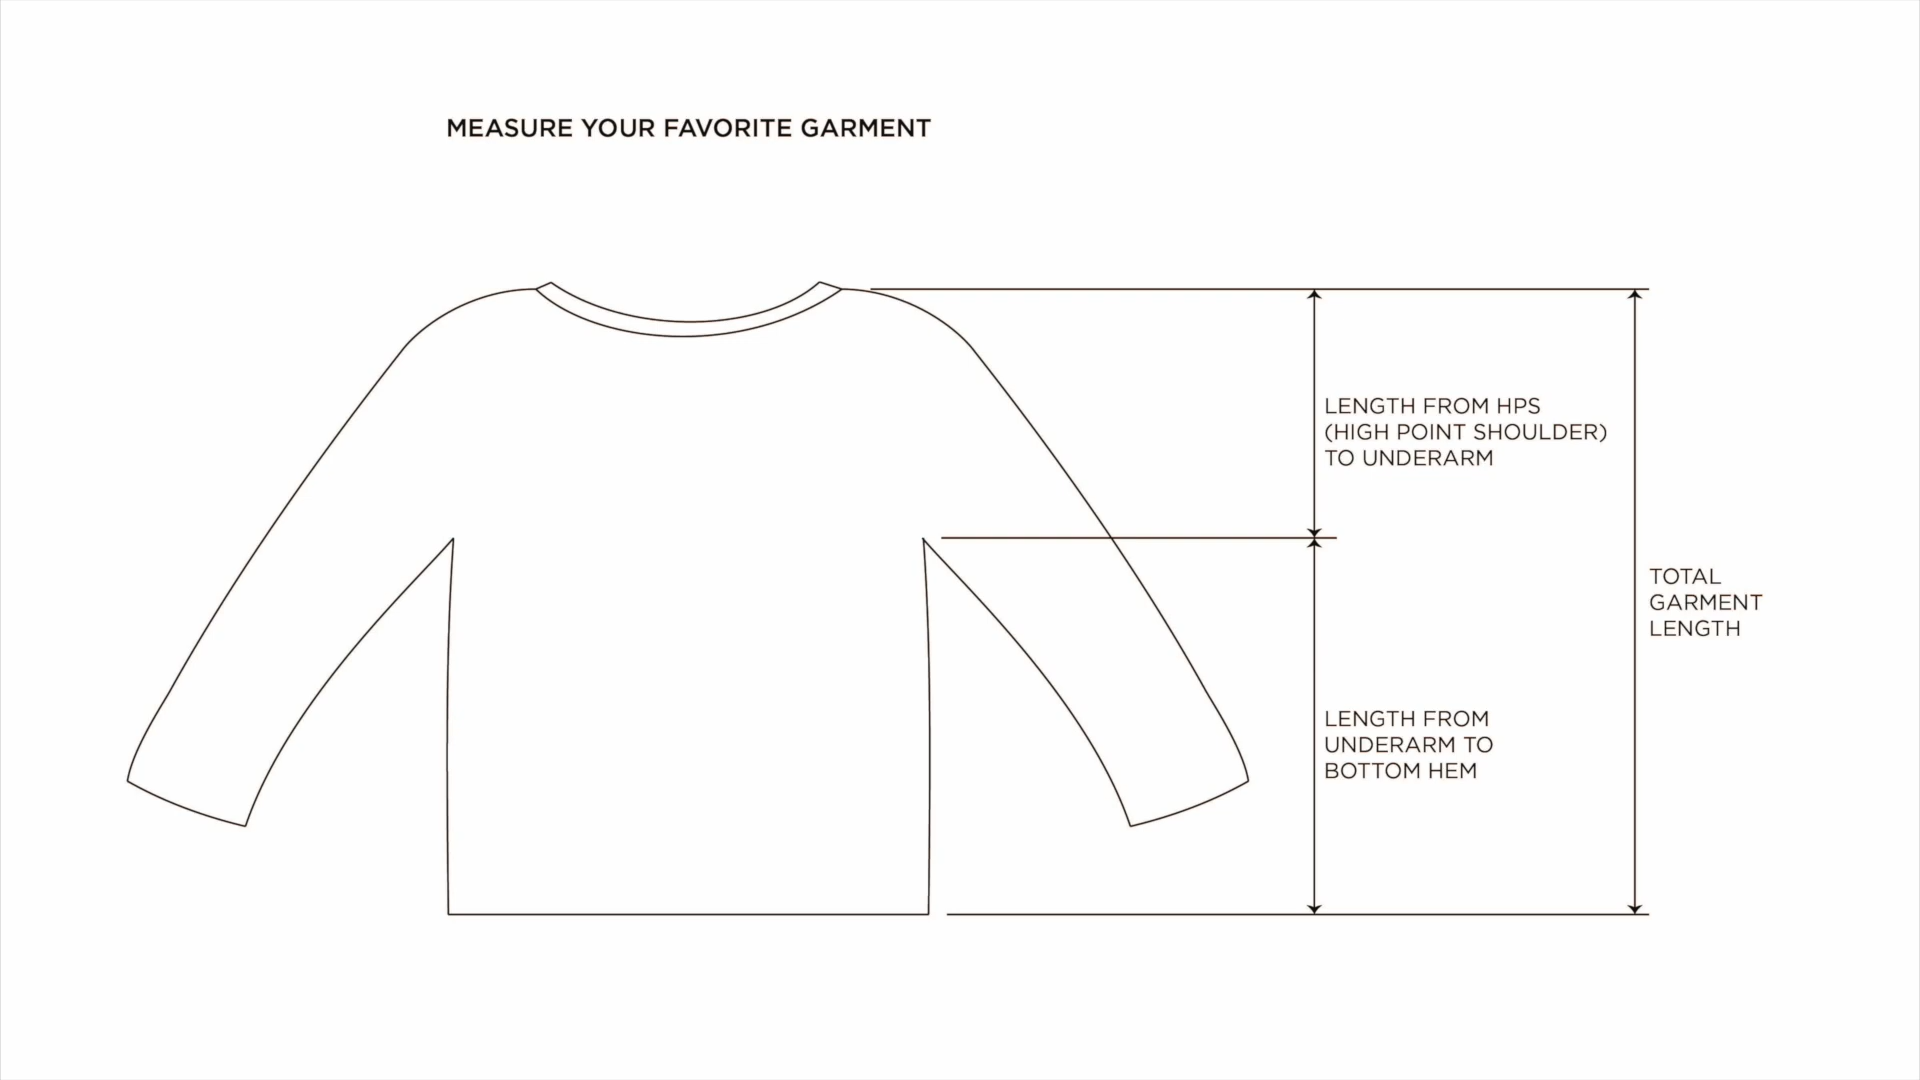 MEASURE YOUR FAVORITE GARMENT
LENGTH FROM HPS
(HIGH POINT SHOULDER)
TO UNDERARM
TOTAL
GARMENT
LENGTH
LENGTH FROM
UNDERARM TO
BOTTOM HEM